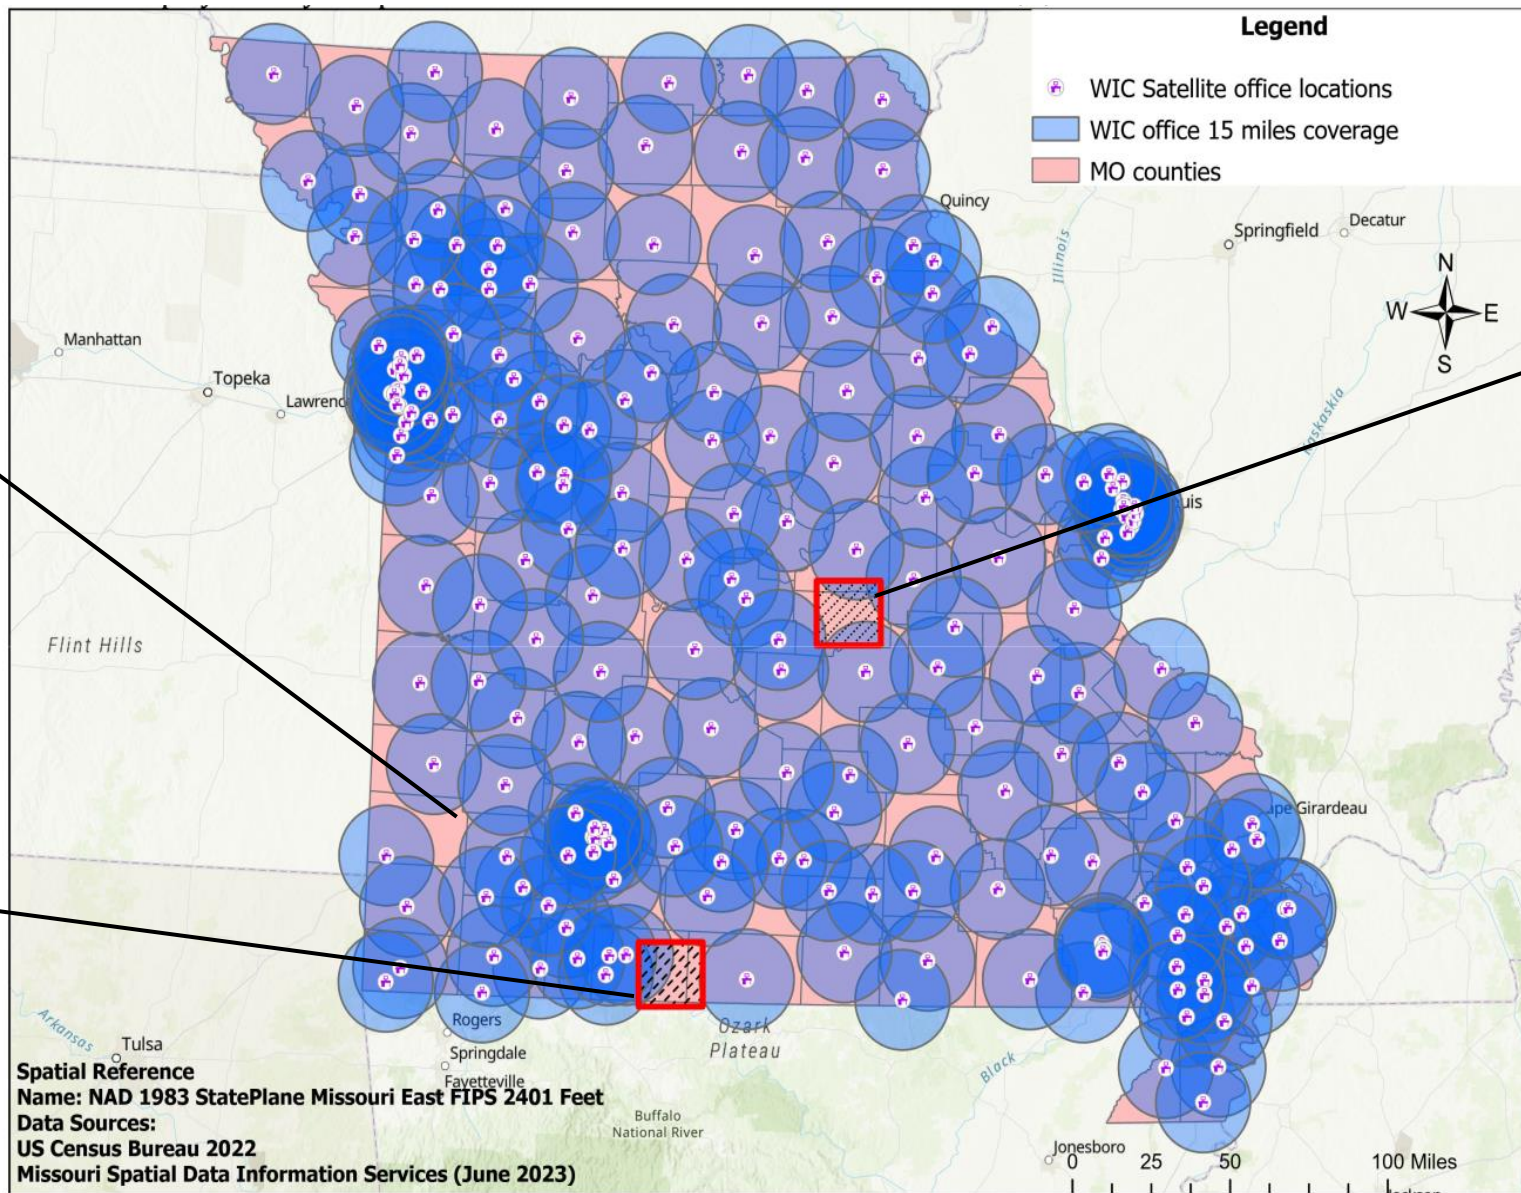 Legend
WIC Satellite office locations
WIC office 15 miles coverage
MO counties
Quincy
Springfield
Decatur
Illinois
N
W
E
S
Manhattan
Topeka
Lawrenc
Kaskaskia
uis
Flint Hills
pe Girardeau
Arkansas
Tulsa
Rogers
Springdale
Fayetteville
Ozark
Plateau
Black
Buffalo
National River
Jonesboro
Spatial Reference
Name: NAD 1983 StatePlane Missouri East FIPS 2401 Feet
Data Sources:
US Census Bureau 2022
Missouri Spatial Data Information Services (June 2023)
0 25 50 100 Miles